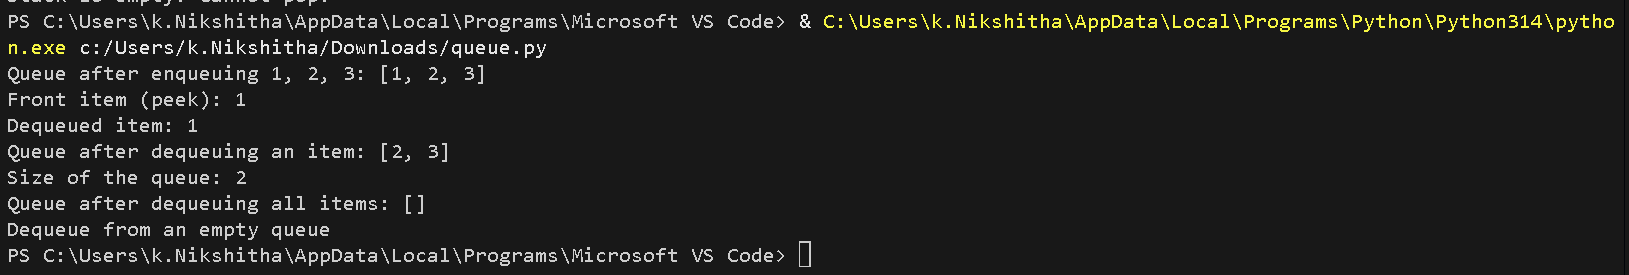 PS C:\Users\k.Nikshitha\AppData\Local\Programs\Microsoft VS Code> & C:\Users\k.Nikshitha\AppData\Local\Programs\Python\Python314\pytho
n.exe c:/Users/k.Nikshitha/Downloads/queue.py
Queue after enqueuing 1, 2, 3: [1, 2, 3]
Front item (peek): 1
Dequeued item: 1
Queue after dequeuing an item: [2, 3]
Size of the queue: 2
Queue after dequeuing all items: []
Dequeue from an empty queue
PS C:\Users\k.Nikshitha\AppData\Local\Programs\Microsoft VS Code>